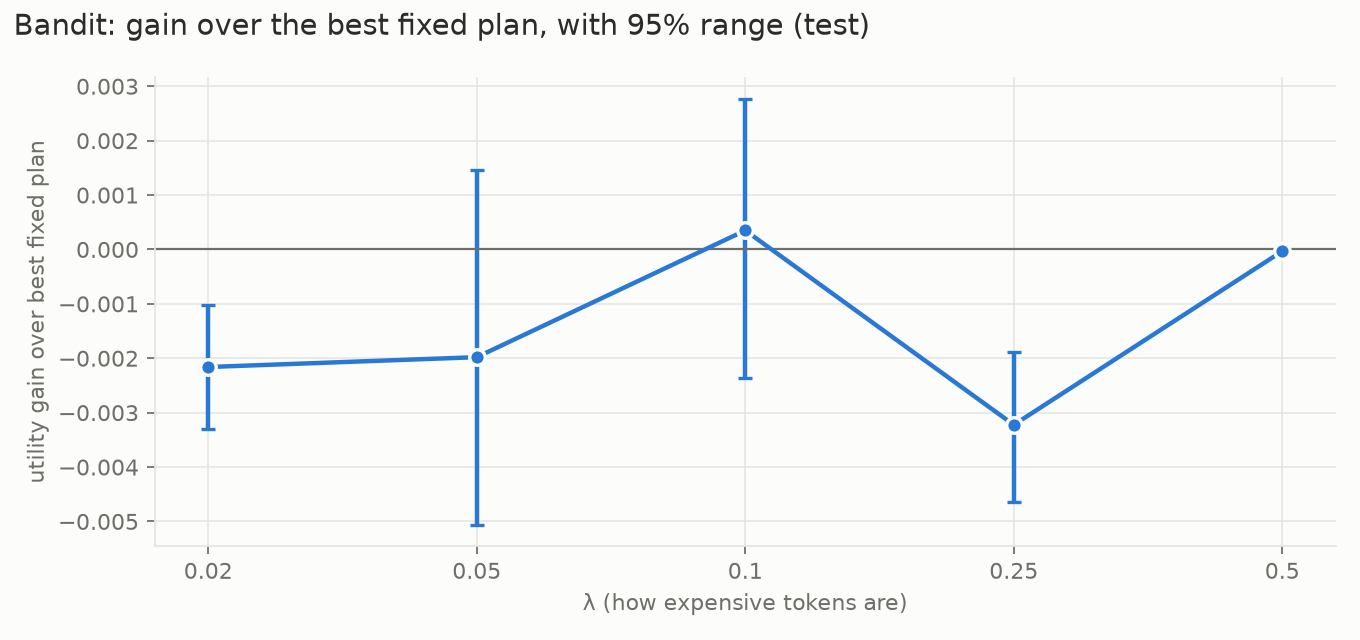 Bandit: gain over the best fixed plan, with 95% range (test)
utility gain over best fixed plan
0.003
0.002
0.001
0.000
−0.001
−0.002
−0.003
−0.004
−0.005
0.02 0.05 0.1 0.25 0.5
λ (how expensive tokens are)